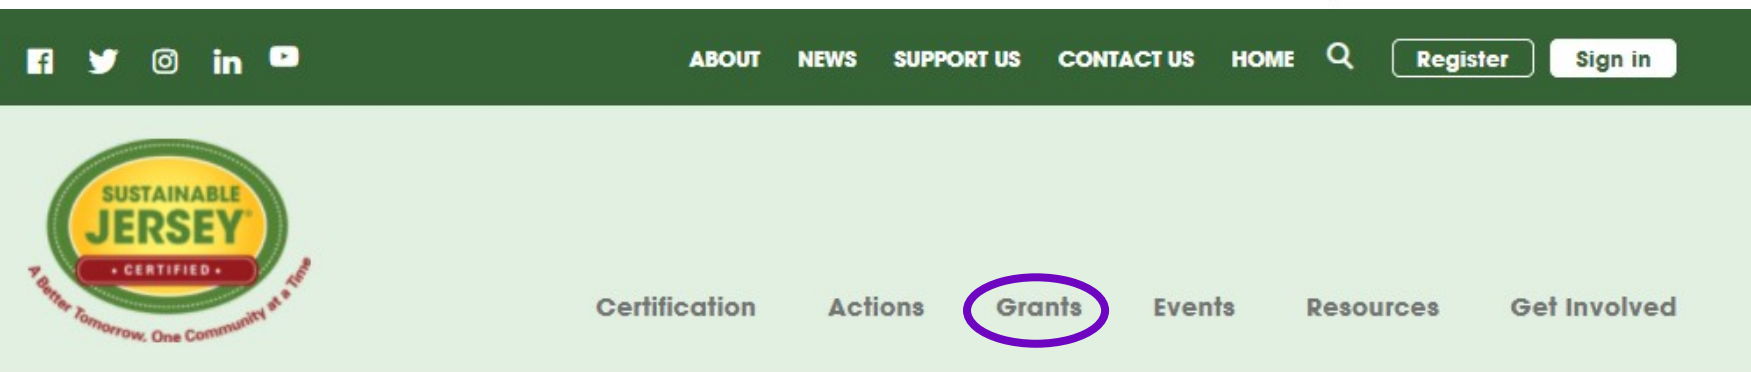 ABOUT NEWS SUPPORT US CONTACT US HOME Register Sign in
SUSTAINABLE
JERSEY®
• CERTIFIED •
A Better Tomorrow, One Community at a Time
Certification Actions Grants Events Resources Get Involved